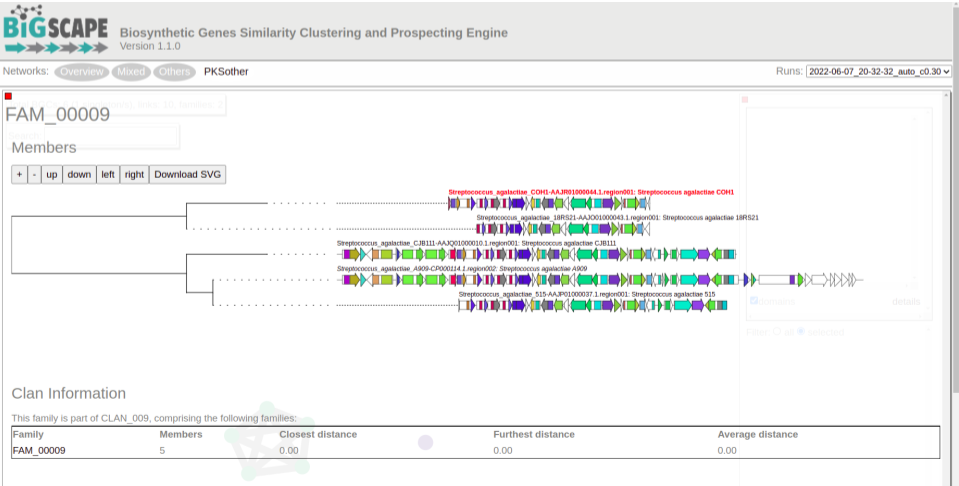 BiGSCAPE
Biosynthetic Genes Similarity Clustering and Prospecting Engine
Version 1.1.0
Networks: Overview Mixed Others PKSother Runs: 2022-06-07_20-32-32_auto_c0.30
FAM_00009
Members
+ - up down left right Download SVG
Streptococcus_agalactiae_COH1-AAJR01000044.1.region001: Streptococcus agalactiae COH1
Streptococcus_agalactiae_18RS21-AAJO01000043.1.region001: Streptococcus agalactiae 18RS21
Streptococcus_agalactiae_CJB111-AAJQ01000010.1.region001: Streptococcus agalactiae CJB111
Streptococcus_agalactiae_A909-CP000114.1.region002: Streptococcus agalactiae A909
Streptococcus_agalactiae_515-AAJP01000037.1.region001: Streptococcus agalactiae 515
details
Filter: all selected
Clan Information
This family is part of CLAN_009, comprising the following families:
Family Members Closest distance Furthest distance Average distance
FAM_00009 5 0.00 0.00 0.00